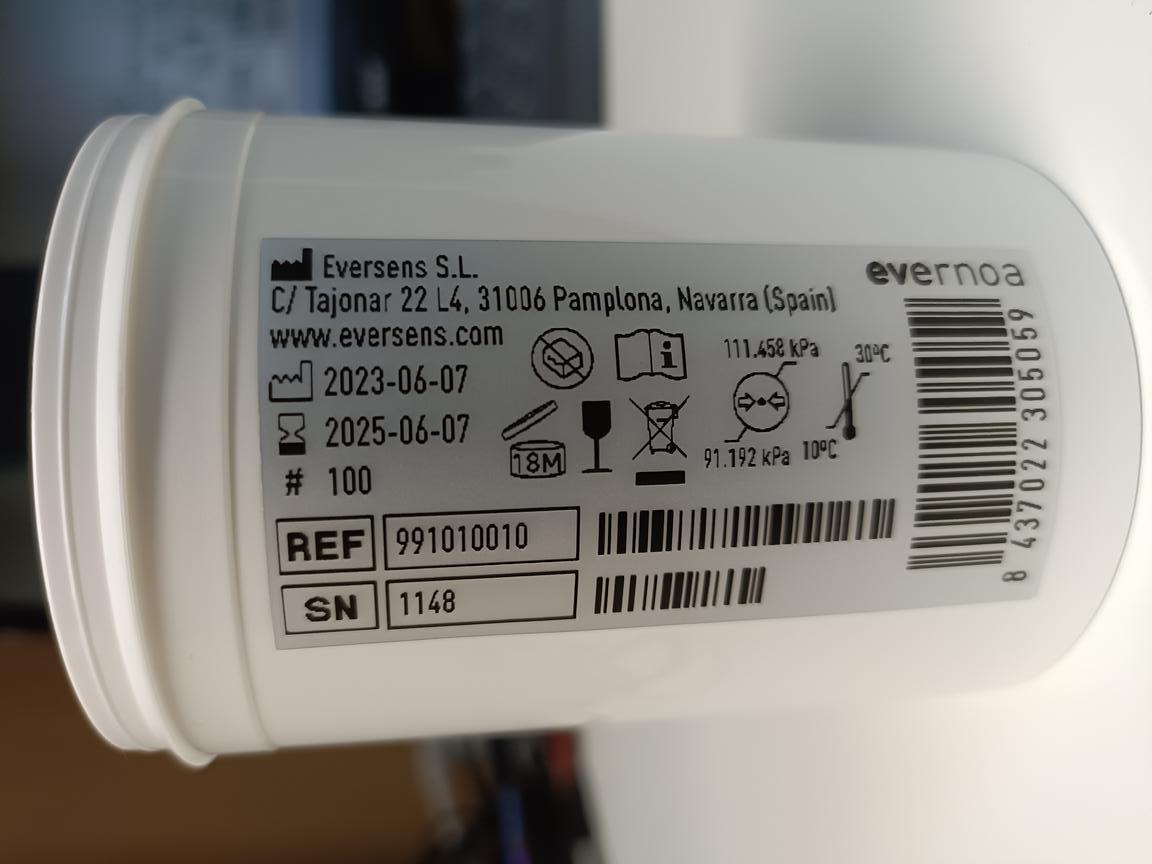 Eversens S.L.
C/ Tajonar 22 L4, 31006 Pamplona, Navarra (Spain)
www.eversens.com
2023-06-07
2025-06-07
# 100
18M
111.458 kPa
91.192 kPa
30ºC
10ºC
REF 991010010
SN 1148
evernoa
8 437022 305059